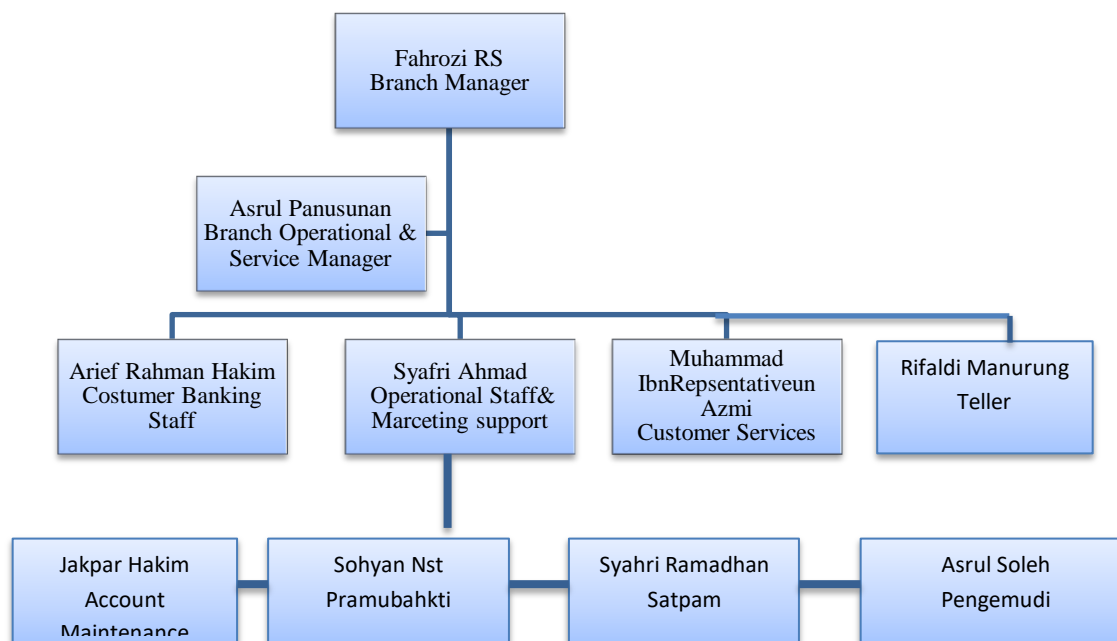 Fahrozi RS
Branch Manager
Asrul Panusunan
Branch Operational &
Service Manager
Arief Rahman Hakim
Costumer Banking
Staff
Syafri Ahmad
Operational Staff&
Marceting support
Muhammad
IbnRepsentativeun
Azmi
Customer Services
Rifaldi Manurung
Teller
Jakpar Hakim
Account
Maintenance
Sohyan Nst
Pramubahkti
Syahri Ramadhan
Satpam
Asrul Soleh
Pengemudi